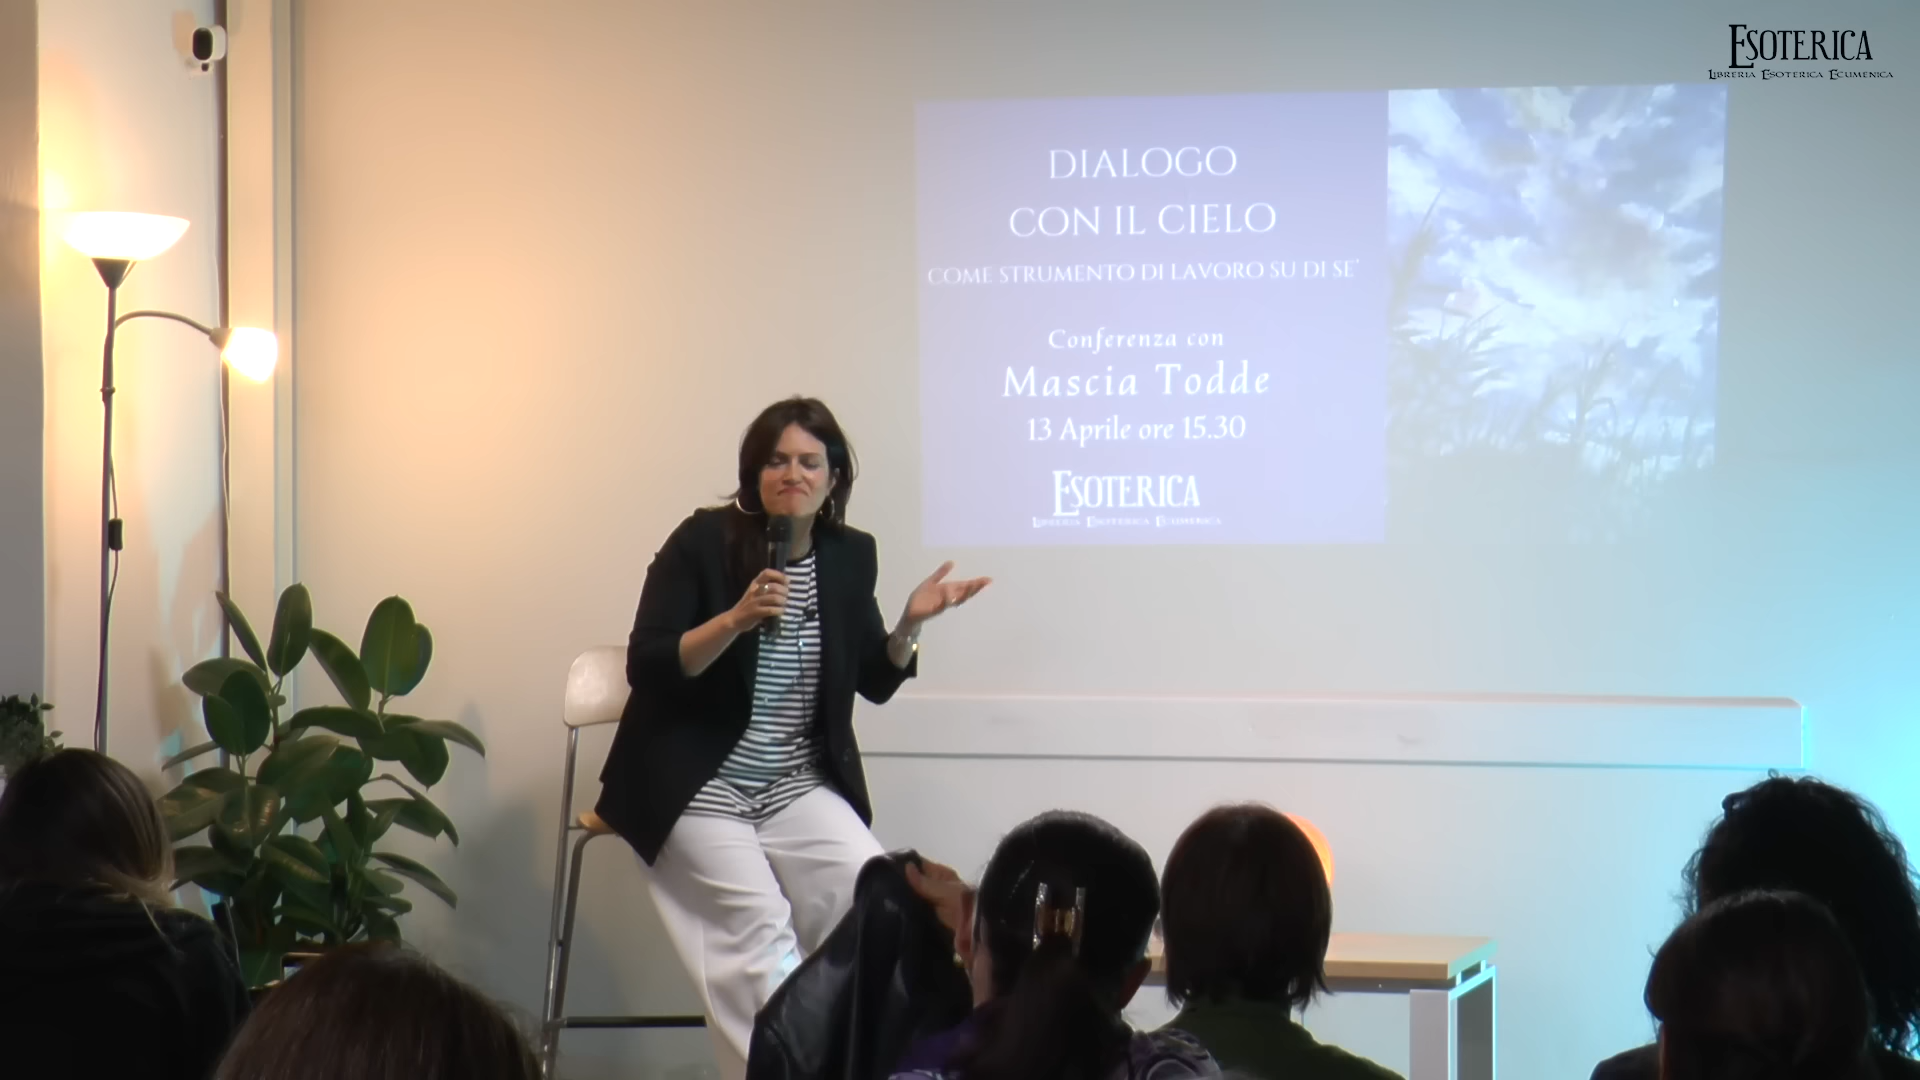 ESOTERICA
LIBRERIA ESOTERICA ECUMENICA
DIALOGO
CON IL CIELO
COME STRUMENTO DI LAVORO SU DI SE'
Conferenza con
Mascia Todde
13 Aprile ore 15.30
ESOTERICA
LIBRERIA ESOTERICA ECUMENICA